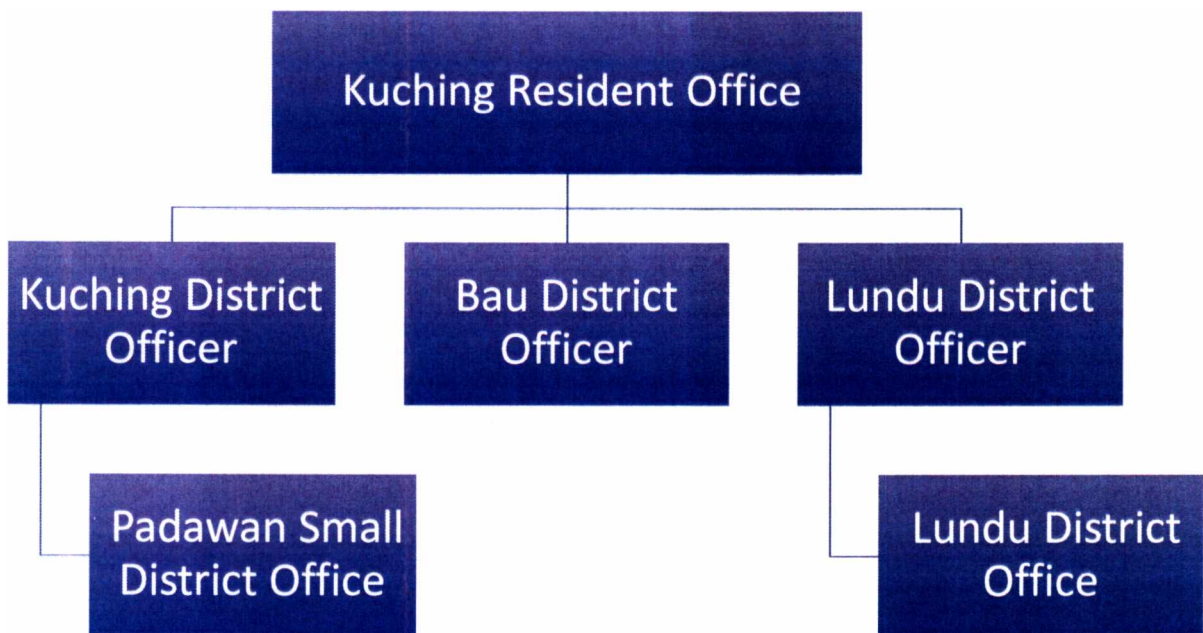 Kuching Resident Office
Kuching District
Officer
Bau District
Officer
Lundu District
Officer
Padawan Small
District Office
Lundu District
Office